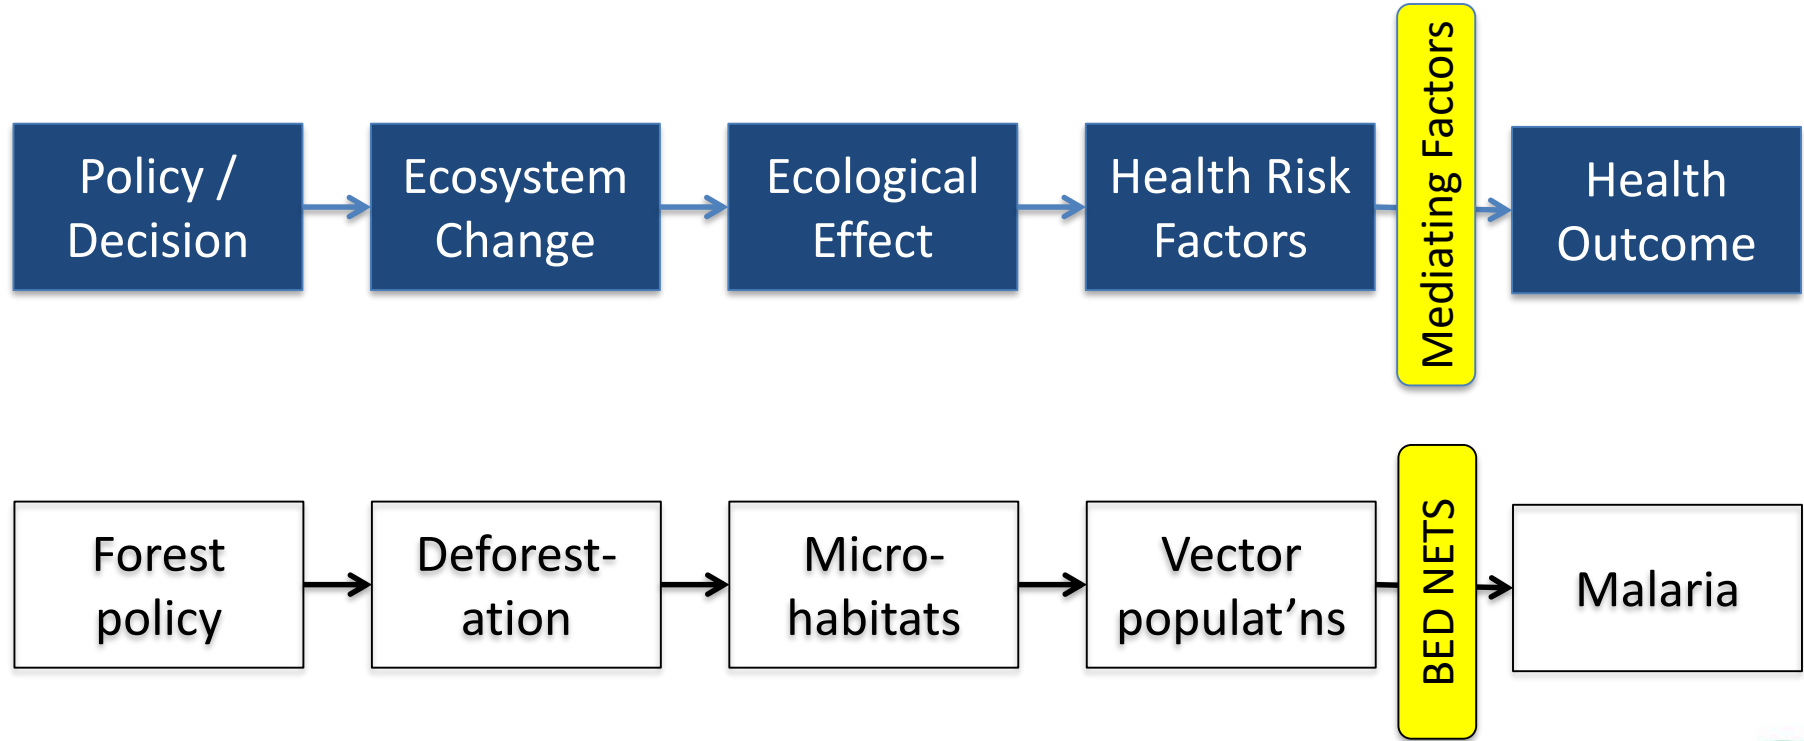 Policy /
Decision
Ecosystem
Change
Ecological
Effect
Health Risk
Factors
Mediating Factors
Health
Outcome
Forest
policy
Deforest-
ation
Micro-
habitats
Vector
populat’ns
BED NETS
Malaria